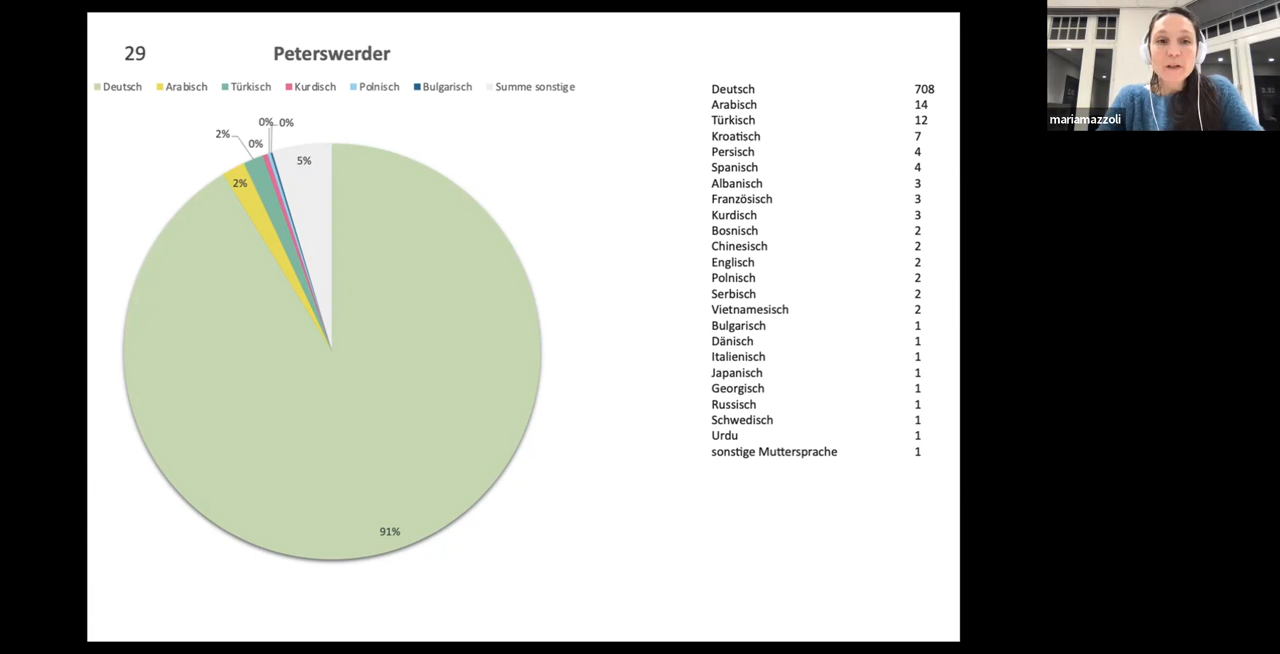 29 Peterswerder
Deutsch Arabisch Türkisch Kurdisch Polnisch Bulgarisch Summe sonstige
0% 0%
2%
0%
5%
2%
91%
Deutsch 708
Arabisch 14
Türkisch 12
Kroatisch 7
Persisch 4
Spanisch 4
Albanisch 3
Französisch 3
Kurdisch 3
Bosnisch 2
Chinesisch 2
Englisch 2
Polnisch 2
Serbisch 2
Vietnamesisch 2
Bulgarisch 1
Dänisch 1
Italienisch 1
Japanisch 1
Georgisch 1
Russisch 1
Schwedisch 1
Urdu 1
sonstige Muttersprache 1
mariamazzoli